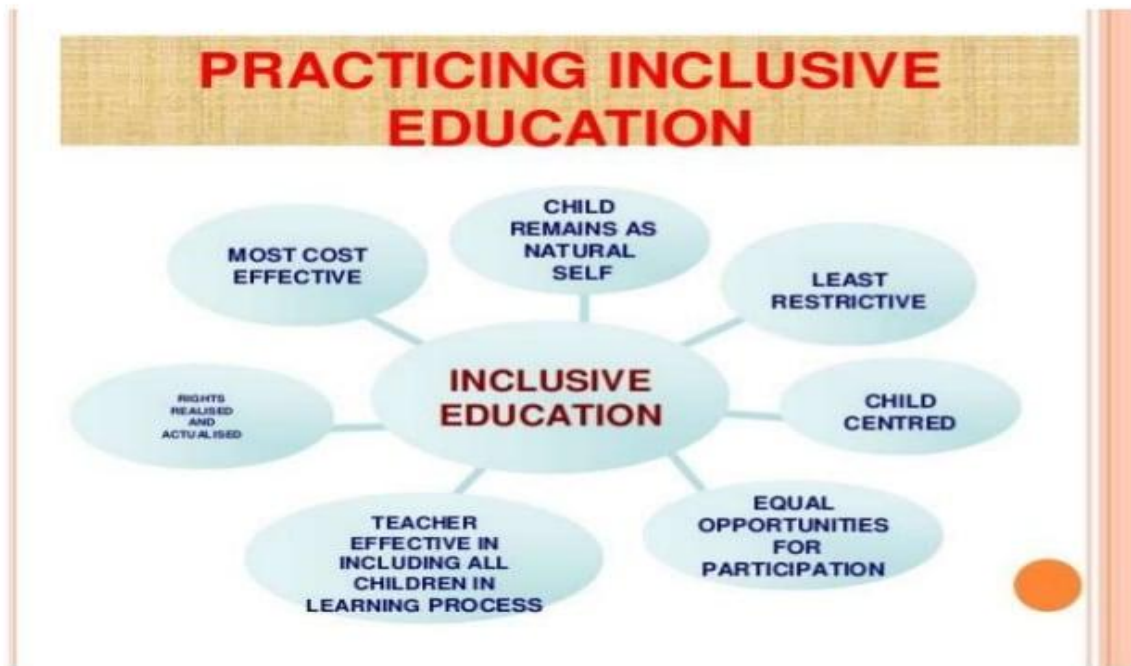 PRACTICING INCLUSIVE
EDUCATION
CHILD
REMAINS AS
NATURAL
SELF
MOST COST
EFFECTIVE
LEAST
RESTRICTIVE
INCLUSIVE
EDUCATION
RIGHTS
REALISED
AND
ACTUALISED
CHILD
CENTRED
TEACHER
EFFECTIVE IN
INCLUDING ALL
CHILDREN IN
LEARNING PROCESS
EQUAL
OPPORTUNITIES
FOR
PARTICIPATION